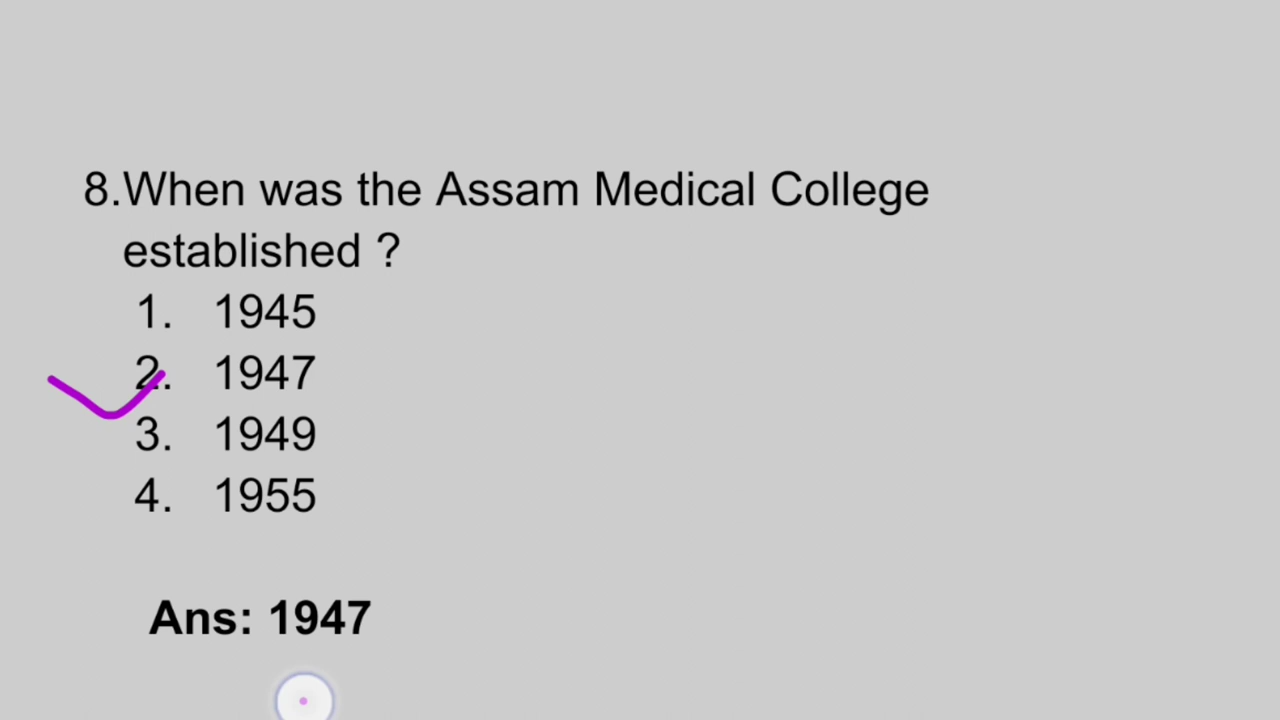 8.When was the Assam Medical College
established ?
1. 1945
2. 1947
3. 1949
4. 1955
Ans: 1947